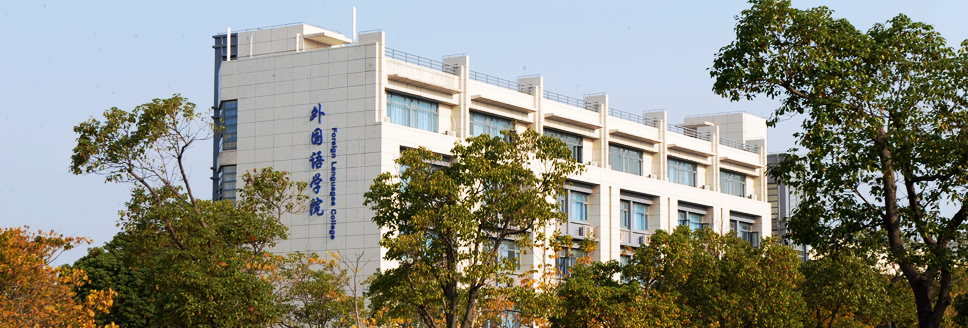 外国语学院
Foreign Languages College